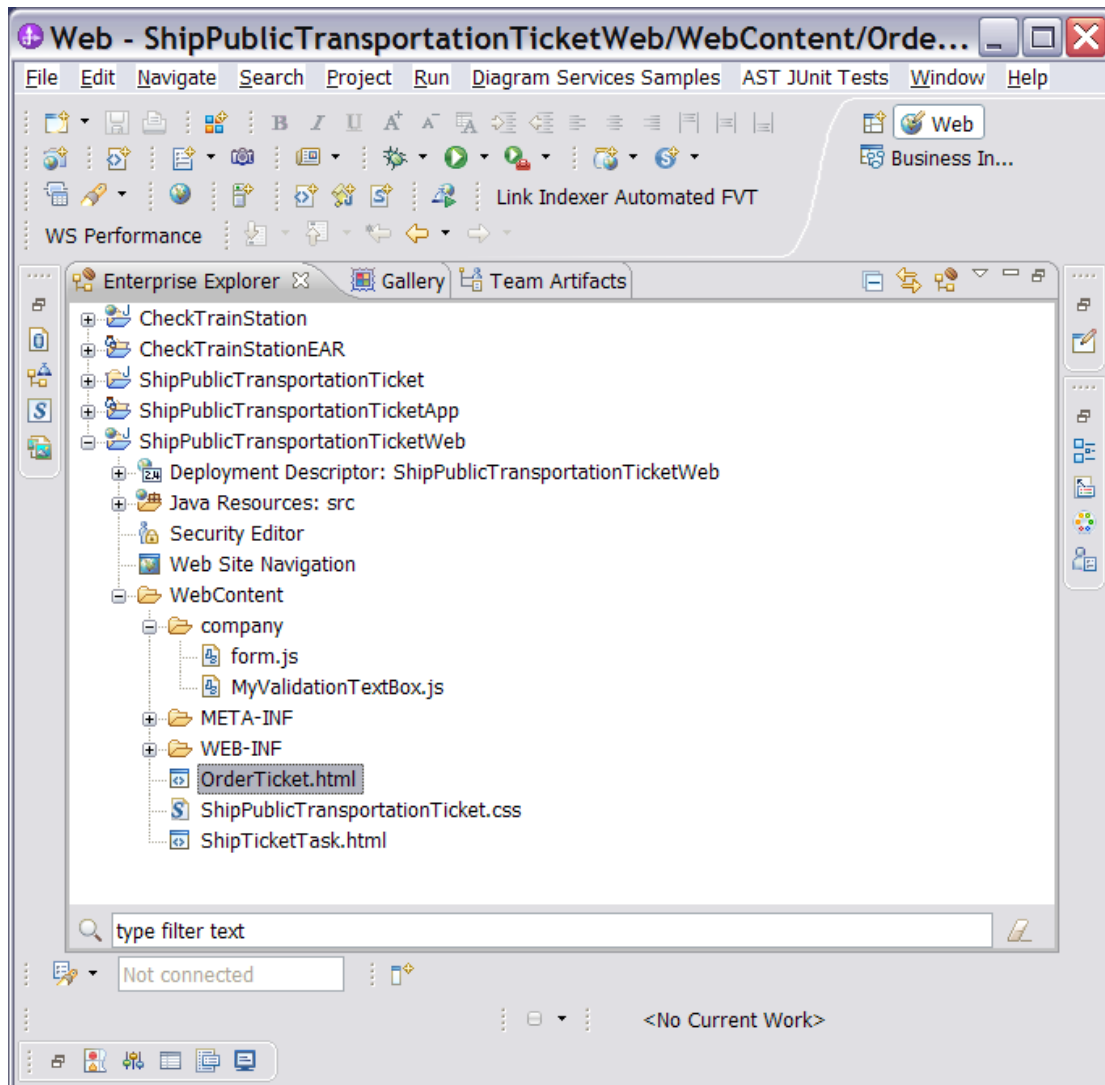 Web - ShipPublicTransportationTicketWeb/WebContent/Orde...
File Edit Navigate Search Project Run Diagram Services Samples AST JUnit Tests Window Help
Web
Business In...
Link Indexer Automated FVT
WS Performance
Enterprise Explorer Gallery Team Artifacts
CheckTrainStation
CheckTrainStationEAR
ShipPublicTransportationTicket
ShipPublicTransportationTicketApp
ShipPublicTransportationTicketWeb
Deployment Descriptor: ShipPublicTransportationTicketWeb
Java Resources: src
Security Editor
Web Site Navigation
WebContent
company
form.js
MyValidationTextBox.js
META-INF
WEB-INF
OrderTicket.html
ShipPublicTransportationTicket.css
ShipTicketTask.html
type filter text
Not connected
<No Current Work>